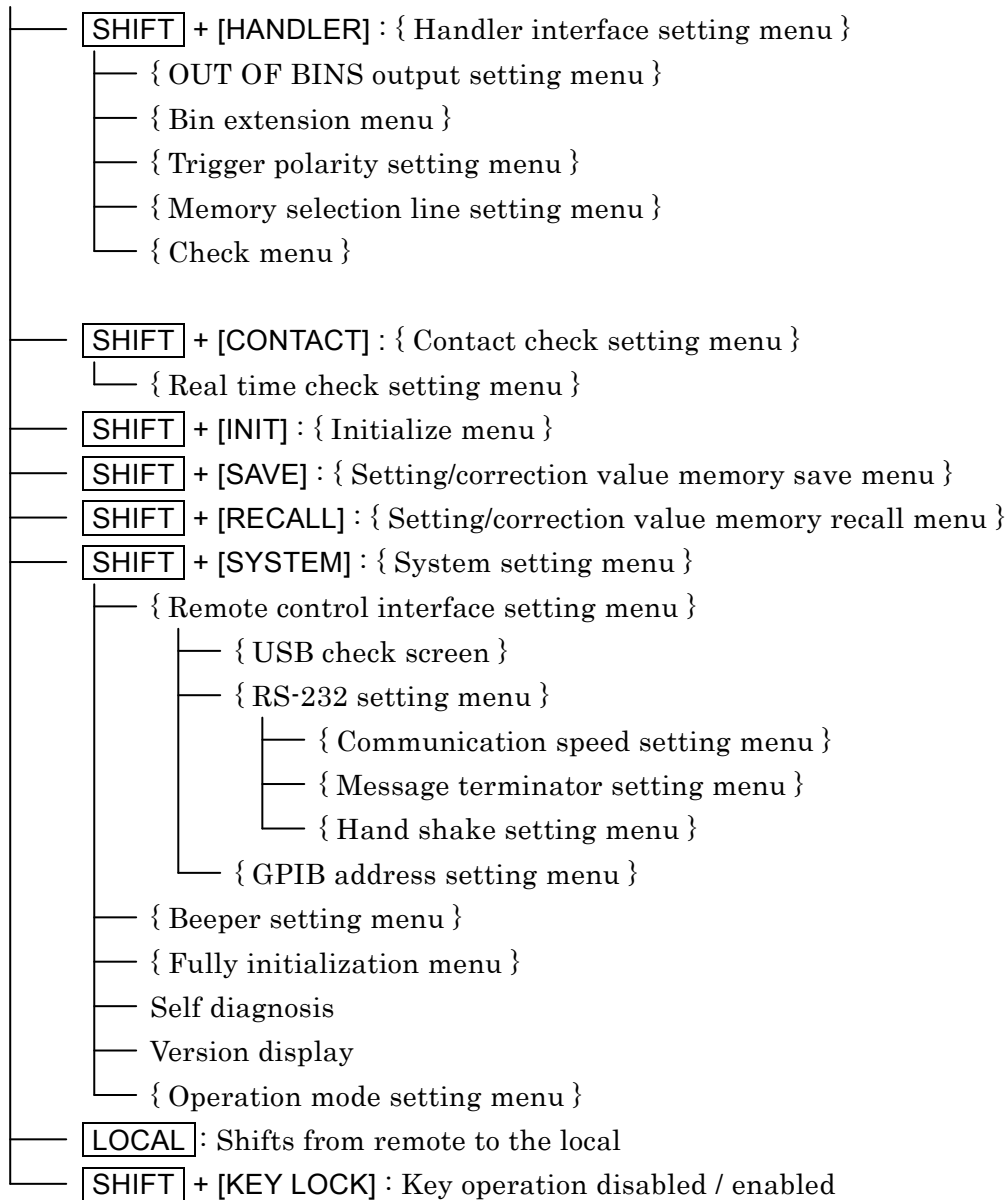 SHIFT + [HANDLER] : { Handler interface setting menu }
{ OUT OF BINS output setting menu }
{ Bin extension menu }
{ Trigger polarity setting menu }
{ Memory selection line setting menu }
{ Check menu }
SHIFT + [CONTACT] : { Contact check setting menu }
{ Real time check setting menu }
SHIFT + [INIT] : { Initialize menu }
SHIFT + [SAVE] : { Setting/correction value memory save menu }
SHIFT + [RECALL] : { Setting/correction value memory recall menu }
SHIFT + [SYSTEM] : { System setting menu }
{ Remote control interface setting menu }
{ USB check screen }
{ RS-232 setting menu }
{ Communication speed setting menu }
{ Message terminator setting menu }
{ Hand shake setting menu }
{ GPIB address setting menu }
{ Beeper setting menu }
{ Fully initialization menu }
Self diagnosis
Version display
{ Operation mode setting menu }
LOCAL : Shifts from remote to the local
SHIFT + [KEY LOCK] : Key operation disabled / enabled